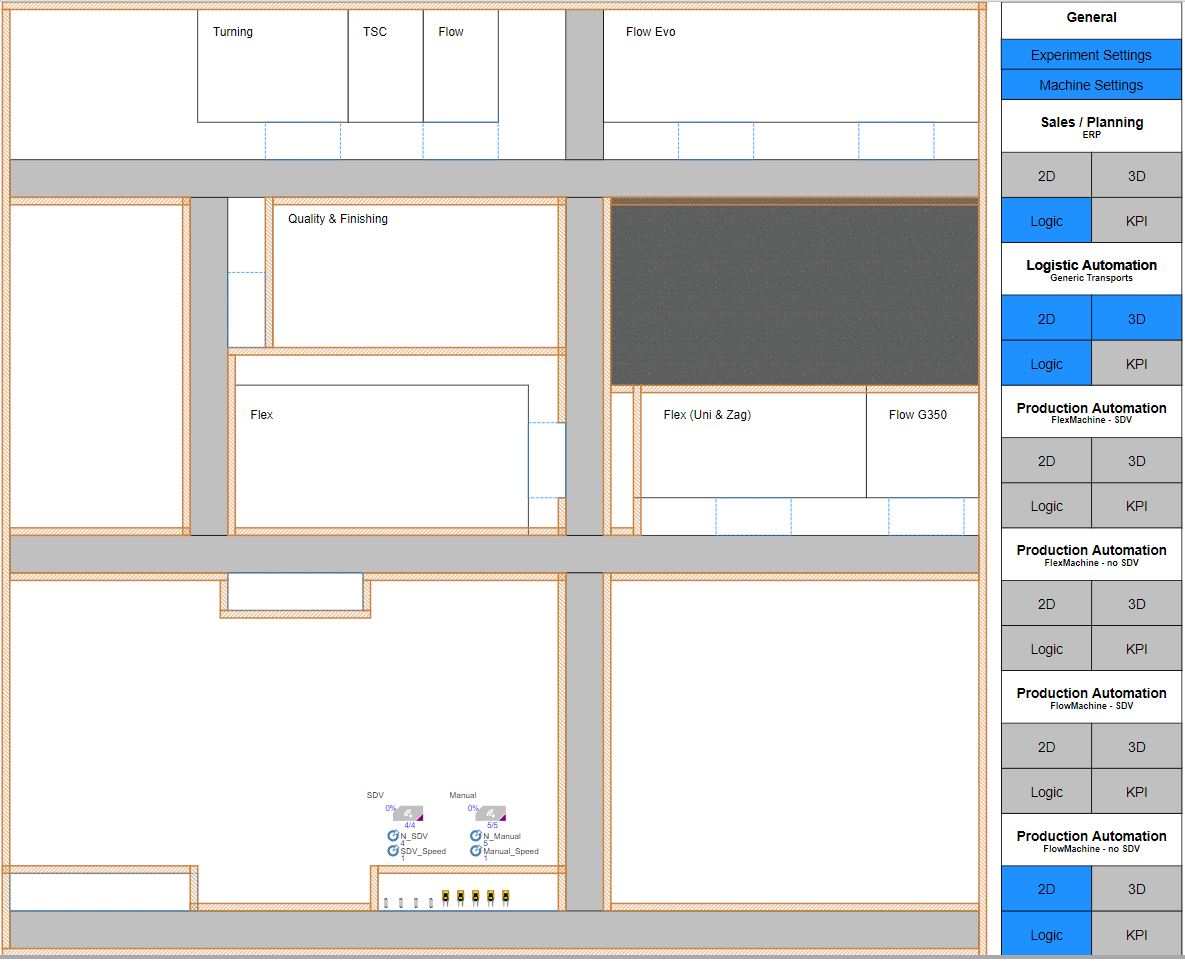 Turning
TSC
Flow
Flow Evo
Quality & Finishing
Flex
Flex (Uni & Zag)
Flow G350
SDV
0%
4/4
N_SDV
4
SDV_Speed
1
Manual
0%
5/5
N_Manual
5
Manual_Speed
1
General
Experiment Settings
Machine Settings
Sales / Planning
ERP
2D
3D
Logic
KPI
Logistic Automation
Generic Transports
2D
3D
Logic
KPI
Production Automation
FlexMachine - SDV
2D
3D
Logic
KPI
Production Automation
FlexMachine - no SDV
2D
3D
Logic
KPI
Production Automation
FlowMachine - SDV
2D
3D
Logic
KPI
Production Automation
FlowMachine - no SDV
2D
3D
Logic
KPI